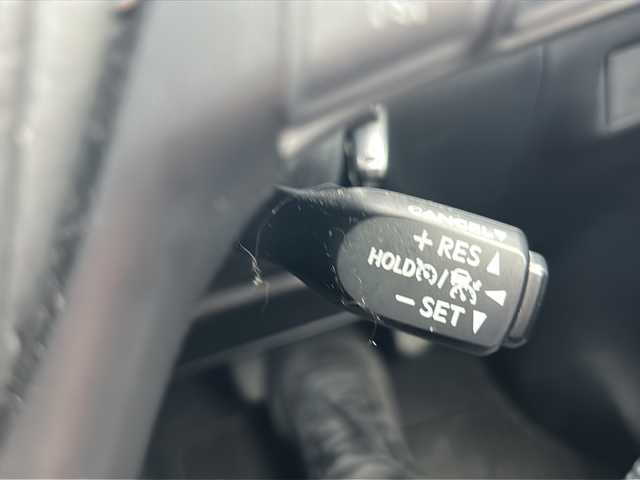 CANCEL
+ RES
HOLD /
– SET